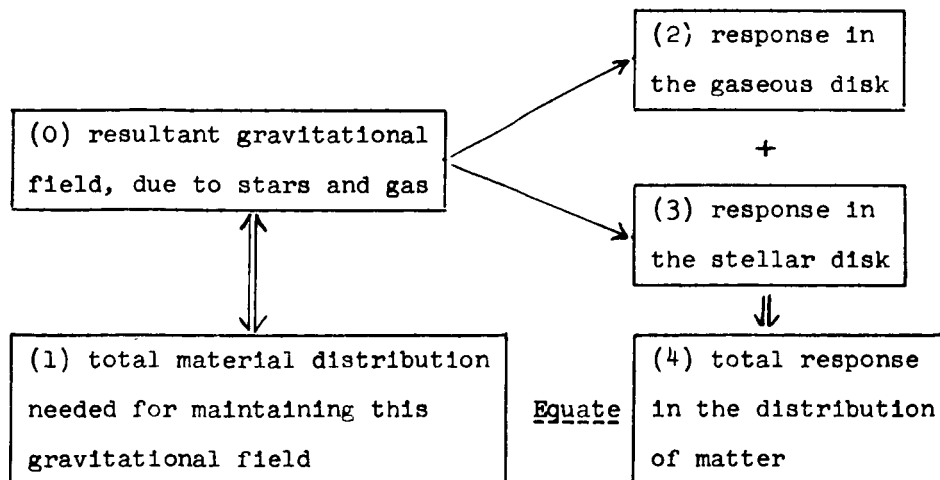 (2) response in
the gaseous disk
(0) resultant gravitational
field, due to stars and gas
+
(3) response in
the stellar disk
(1) total material distribution
needed for maintaining this
gravitational field
Equate
(4) total response
in the distribution
of matter